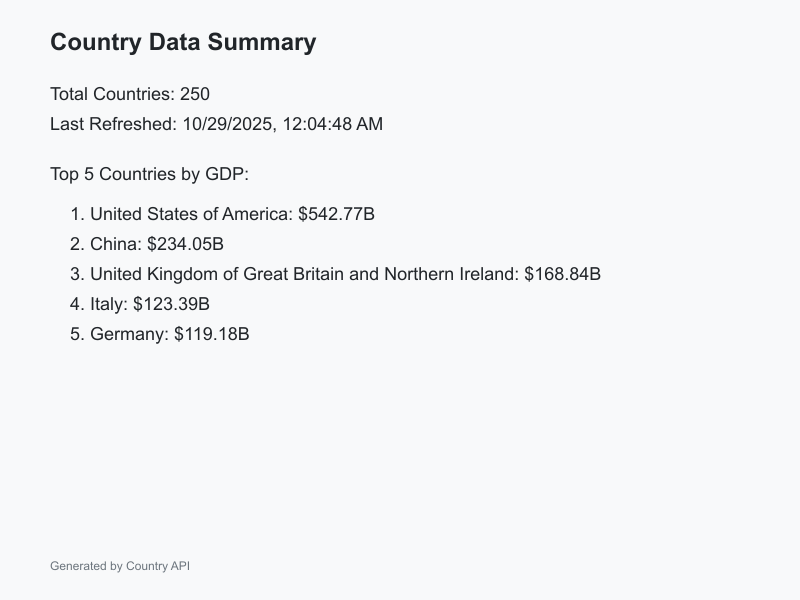 Country Data Summary
Total Countries: 250
Last Refreshed: 10/29/2025, 12:04:48 AM
Top 5 Countries by GDP:
1. United States of America: $542.77B
2. China: $234.05B
3. United Kingdom of Great Britain and Northern Ireland: $168.84B
4. Italy: $123.39B
5. Germany: $119.18B
Generated by Country API